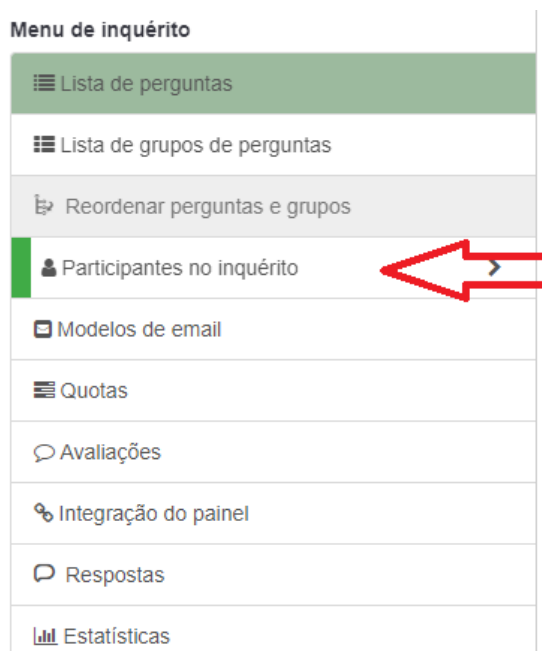 Menu de inquérito
Lista de perguntas
Lista de grupos de perguntas
Reordenar perguntas e grupos
Participantes no inquérito
Modelos de email
Quotas
Avaliações
Integração do painel
Respostas
Estatísticas